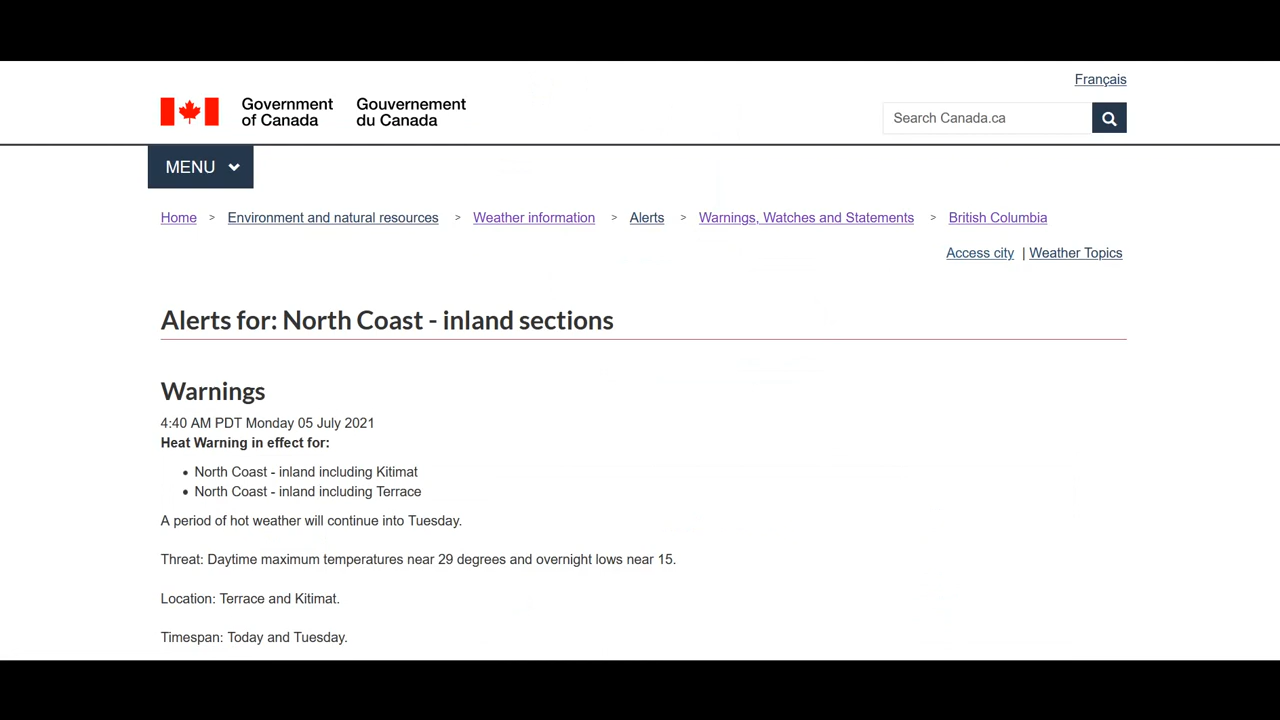 Français
Government of Canada
Gouvernement du Canada
Search Canada.ca
MENU
Home > Environment and natural resources > Weather information > Alerts > Warnings, Watches and Statements > British Columbia
Access city | Weather Topics
Alerts for: North Coast - inland sections
Warnings
4:40 AM PDT Monday 05 July 2021
Heat Warning in effect for:
• North Coast - inland including Kitimat
• North Coast - inland including Terrace
A period of hot weather will continue into Tuesday.
Threat: Daytime maximum temperatures near 29 degrees and overnight lows near 15.
Location: Terrace and Kitimat.
Timespan: Today and Tuesday.